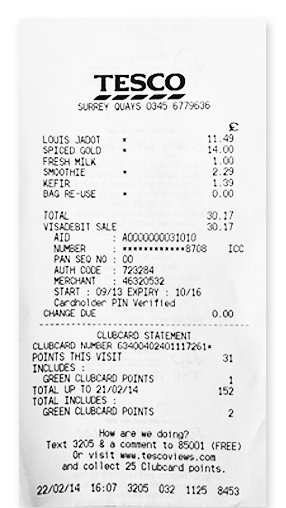 TESCO
SURREY QUAYS 0345 6779636
£
LOUIS JADOT * 11.49
SPICED GOLD * 14.00
FRESH MILK 1.00
SMOOTHIE * 2.29
KEFIR 1.39
BAG RE-USE * 0.00
TOTAL 30.17
VISADEBIT SALE 30.17
AID : A0000000031010
NUMBER : ************8708 ICC
PAN SEQ NO : 00
AUTH CODE : 723284
MERCHANT : 46320532
START : 09/13 EXPIRY : 10/16
Cardholder PIN Verified
CHANGE DUE 0.00
CLUBCARD STATEMENT
CLUBCARD NUMBER 63400402401117261*
POINTS THIS VISIT 31
INCLUDES :
GREEN CLUBCARD POINTS 1
TOTAL UP TO 21/02/14 152
TOTAL INCLUDES :
GREEN CLUBCARD POINTS 2
How are we doing?
Text 3205 & a comment to 85001 (FREE)
Or visit www.tescoviews.com
and collect 25 Clubcard points.
22/02/14 16:07 3205 032 1125 8453